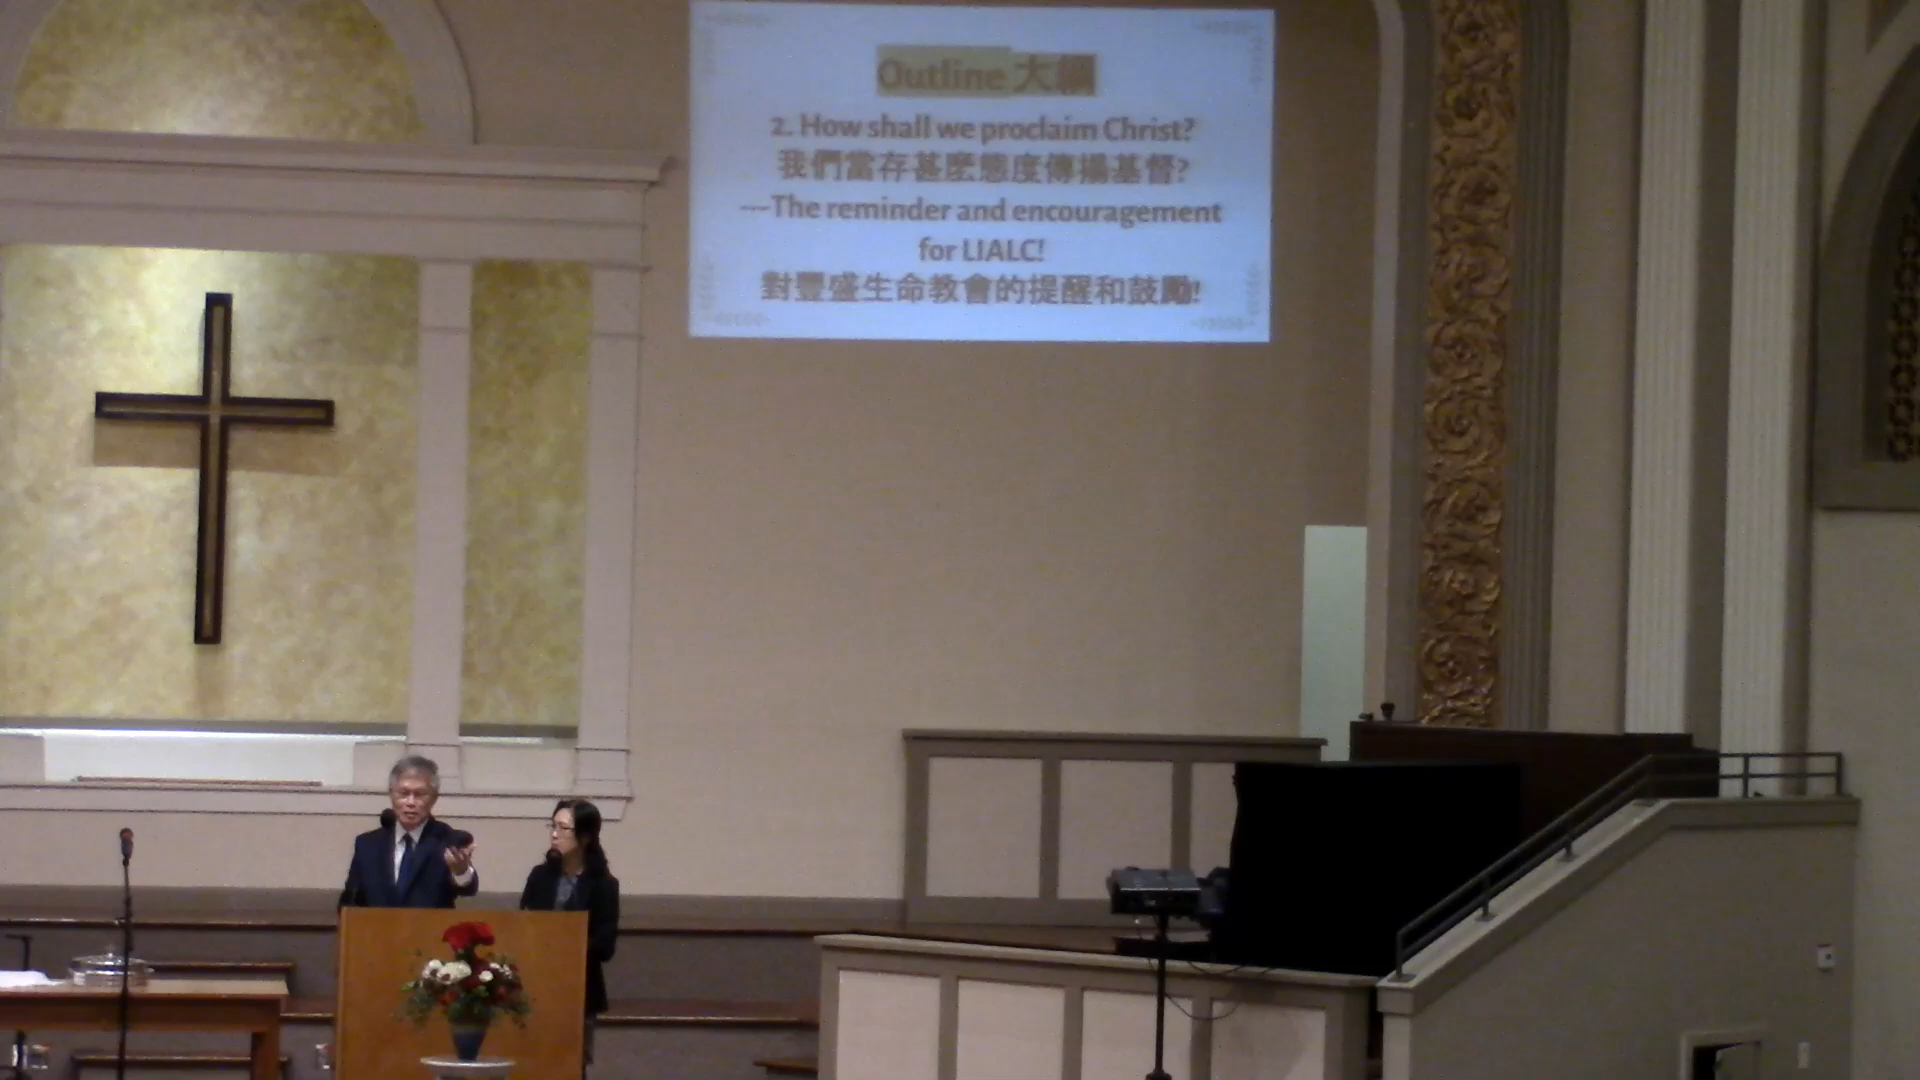 Outline 大綱
2. How shall we proclaim Christ?
我們當存甚麼態度傳揚基督?
---The reminder and encouragement
for LIALC!
對豐盛生命教會的提醒和鼓勵!